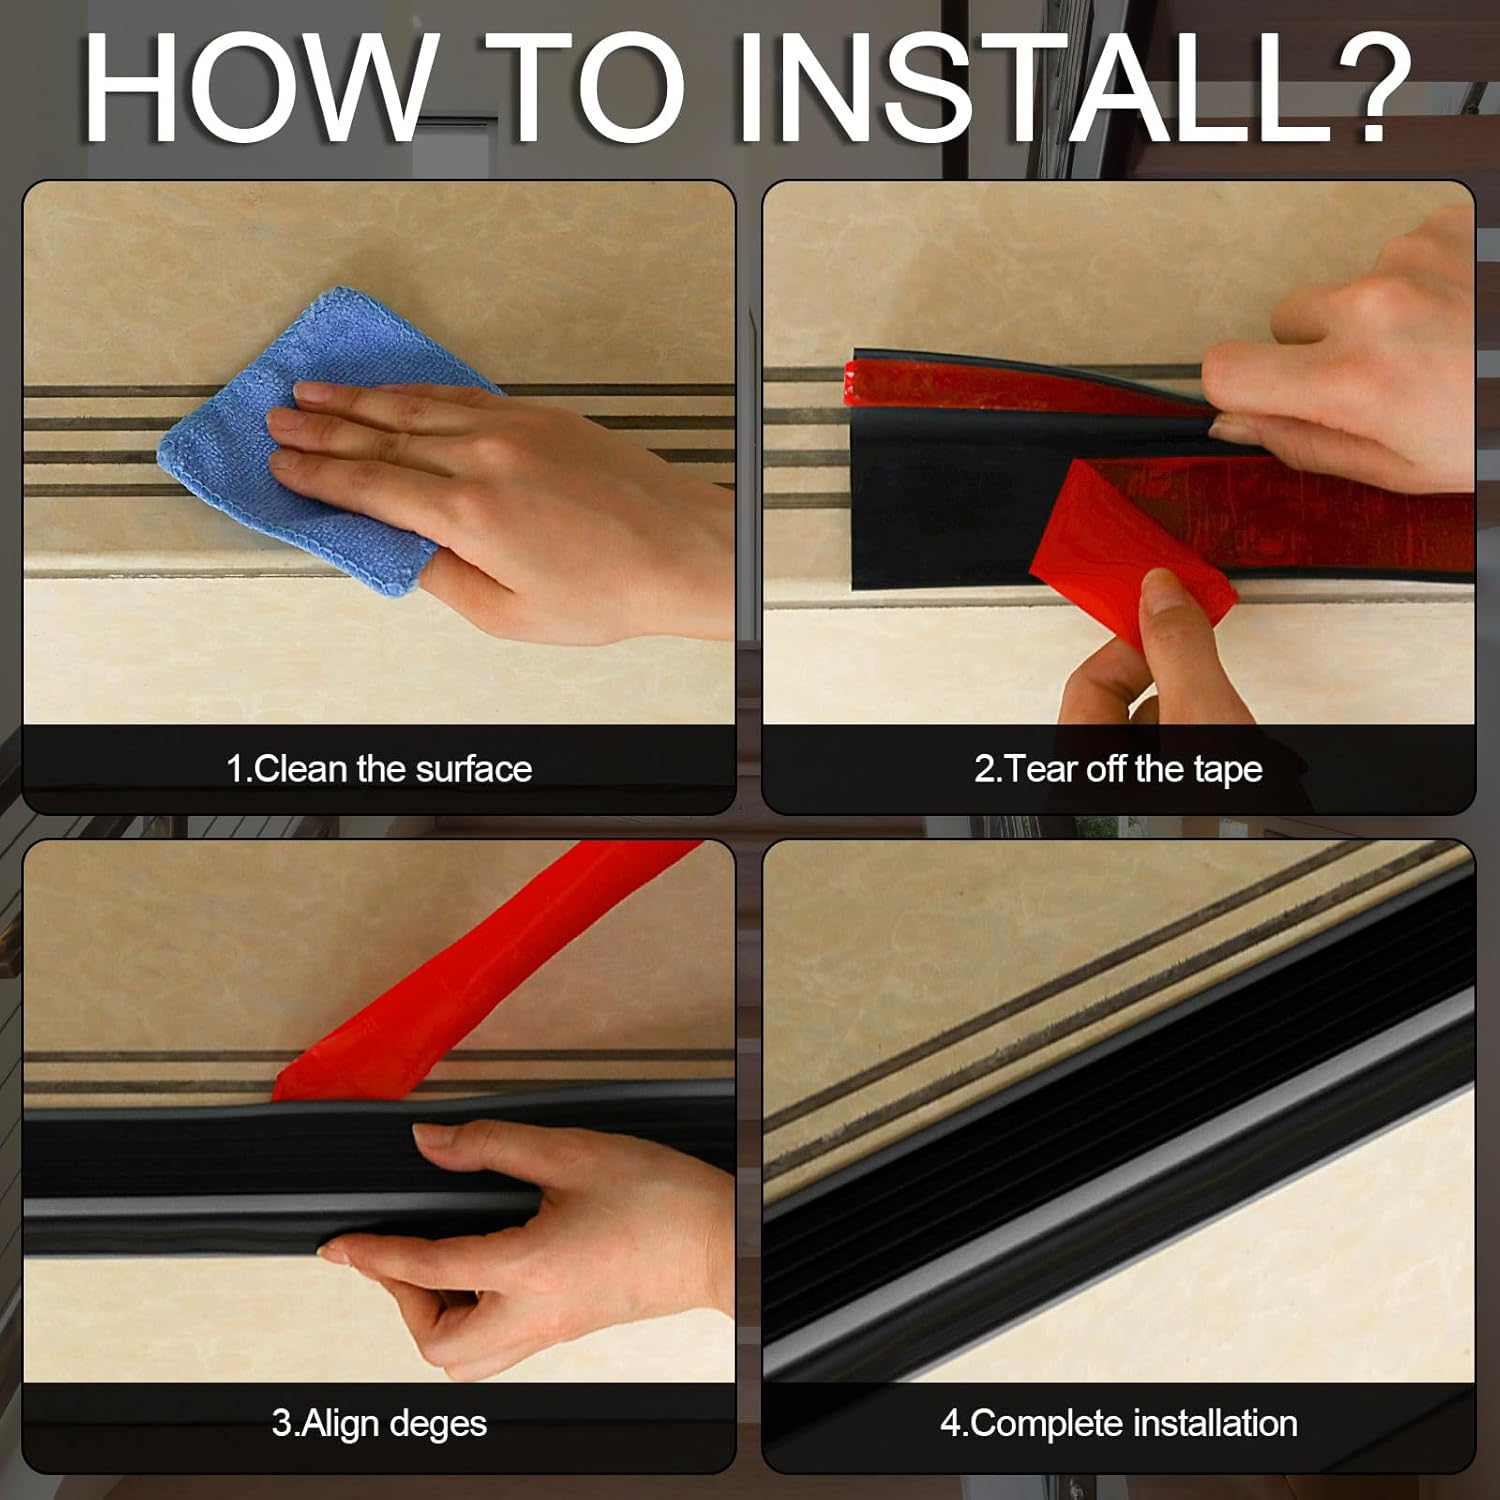 HOW TO INSTALL?
1.Clean the surface
2.Tear off the tape
3.Align deges
4.Complete installation